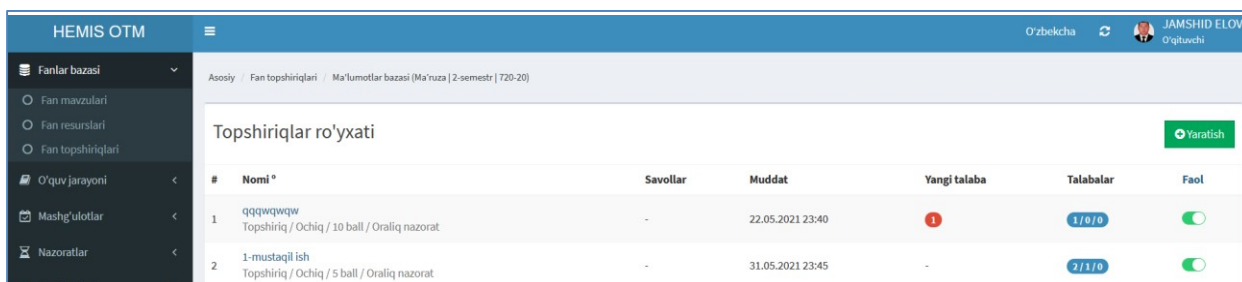 HEMIS OTM
O'zbekcha
JAMSHID ELOV
O'qituvchi
Fanlar bazasi
Fan mavzulari
Fan resurslari
Fan topshiriqlari
O'quv jarayoni
Mashg'ulotlar
Nazoratlar
Asosiy / Fan topshiriqlari / Ma'lumotlar bazasi (Ma'ruza | 2-semestr | 720-20)
Topshiriqlar ro'yxati
Yaratish
# Nomi º Savollar Muddat Yangi talaba Talabalar Faol
1 qqqwqwqw - 22.05.2021 23:40 1 1/0/0
Topshiriq / Ochiq / 10 ball / Oraliq nazorat
2 1-mustaqil ish - 31.05.2021 23:45 - 2/1/0
Topshiriq / Ochiq / 5 ball / Oraliq nazorat